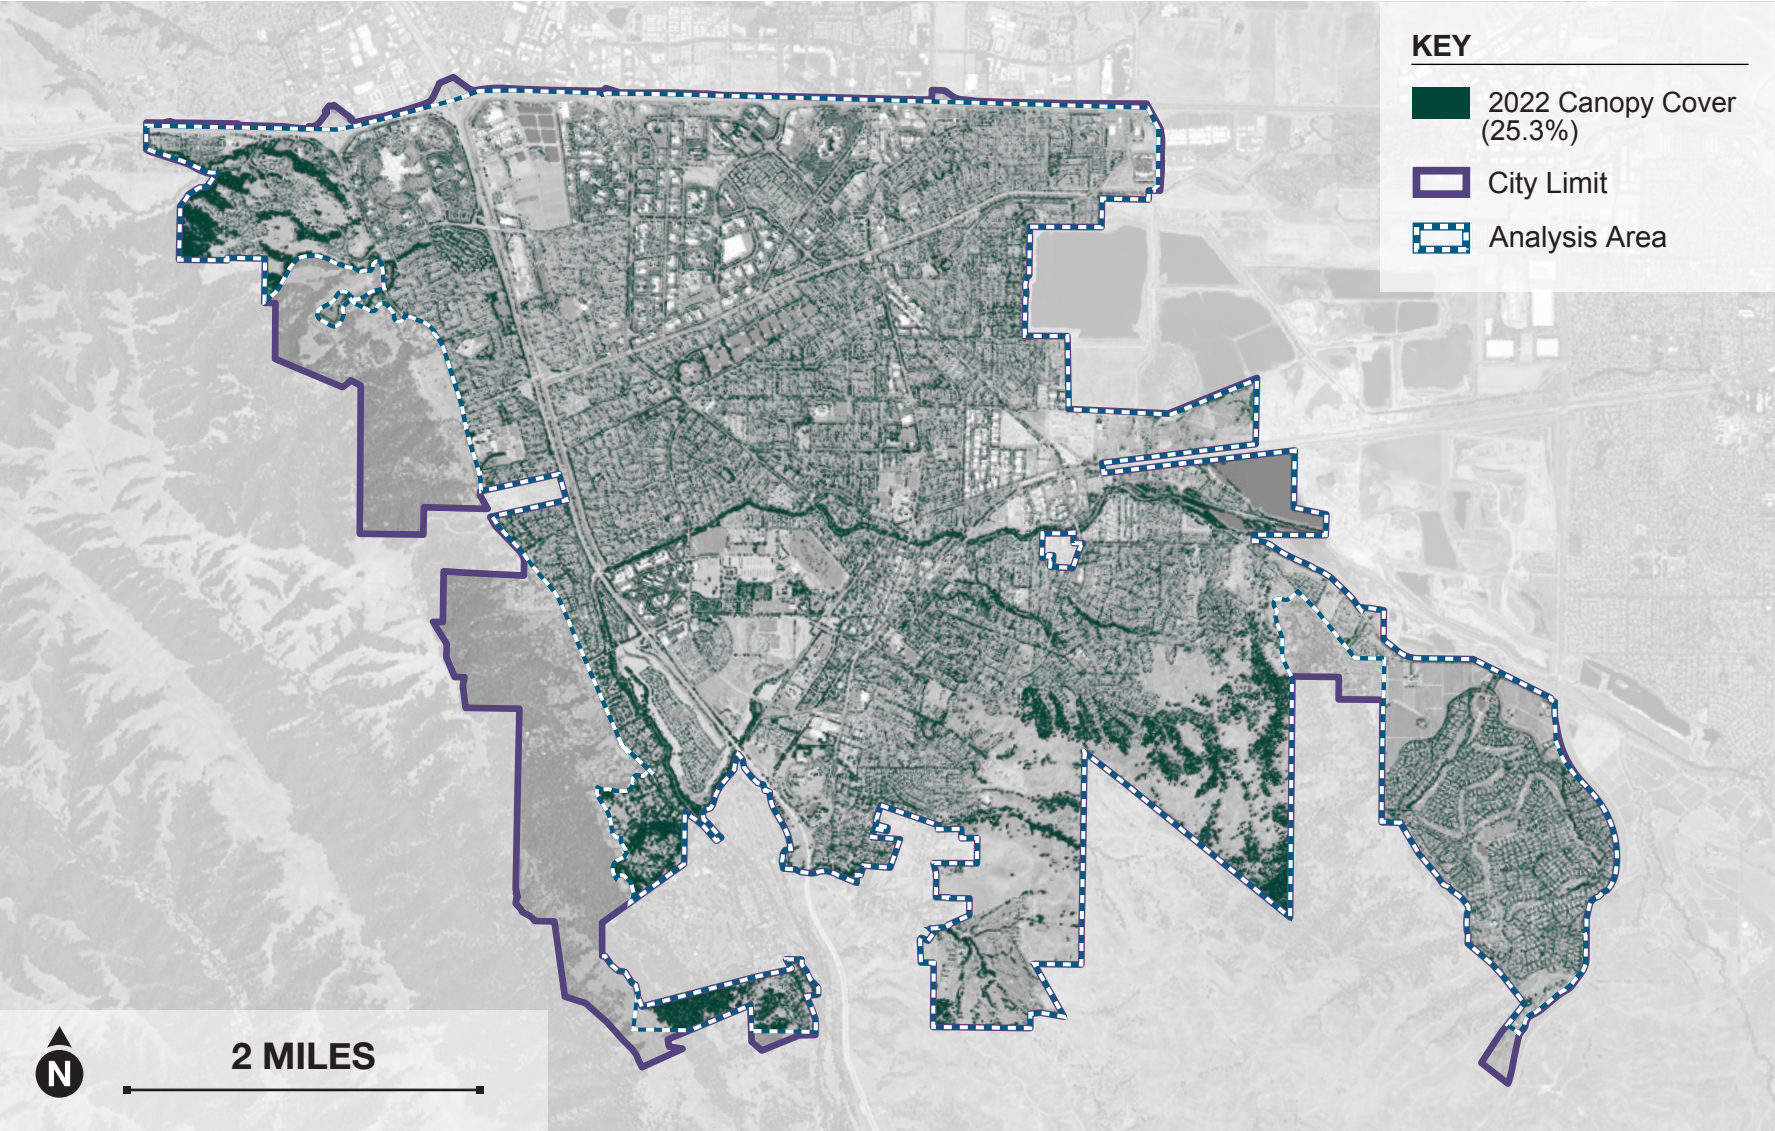 KEY
2022 Canopy Cover
(25.3%)
City Limit
Analysis Area
N
2 MILES